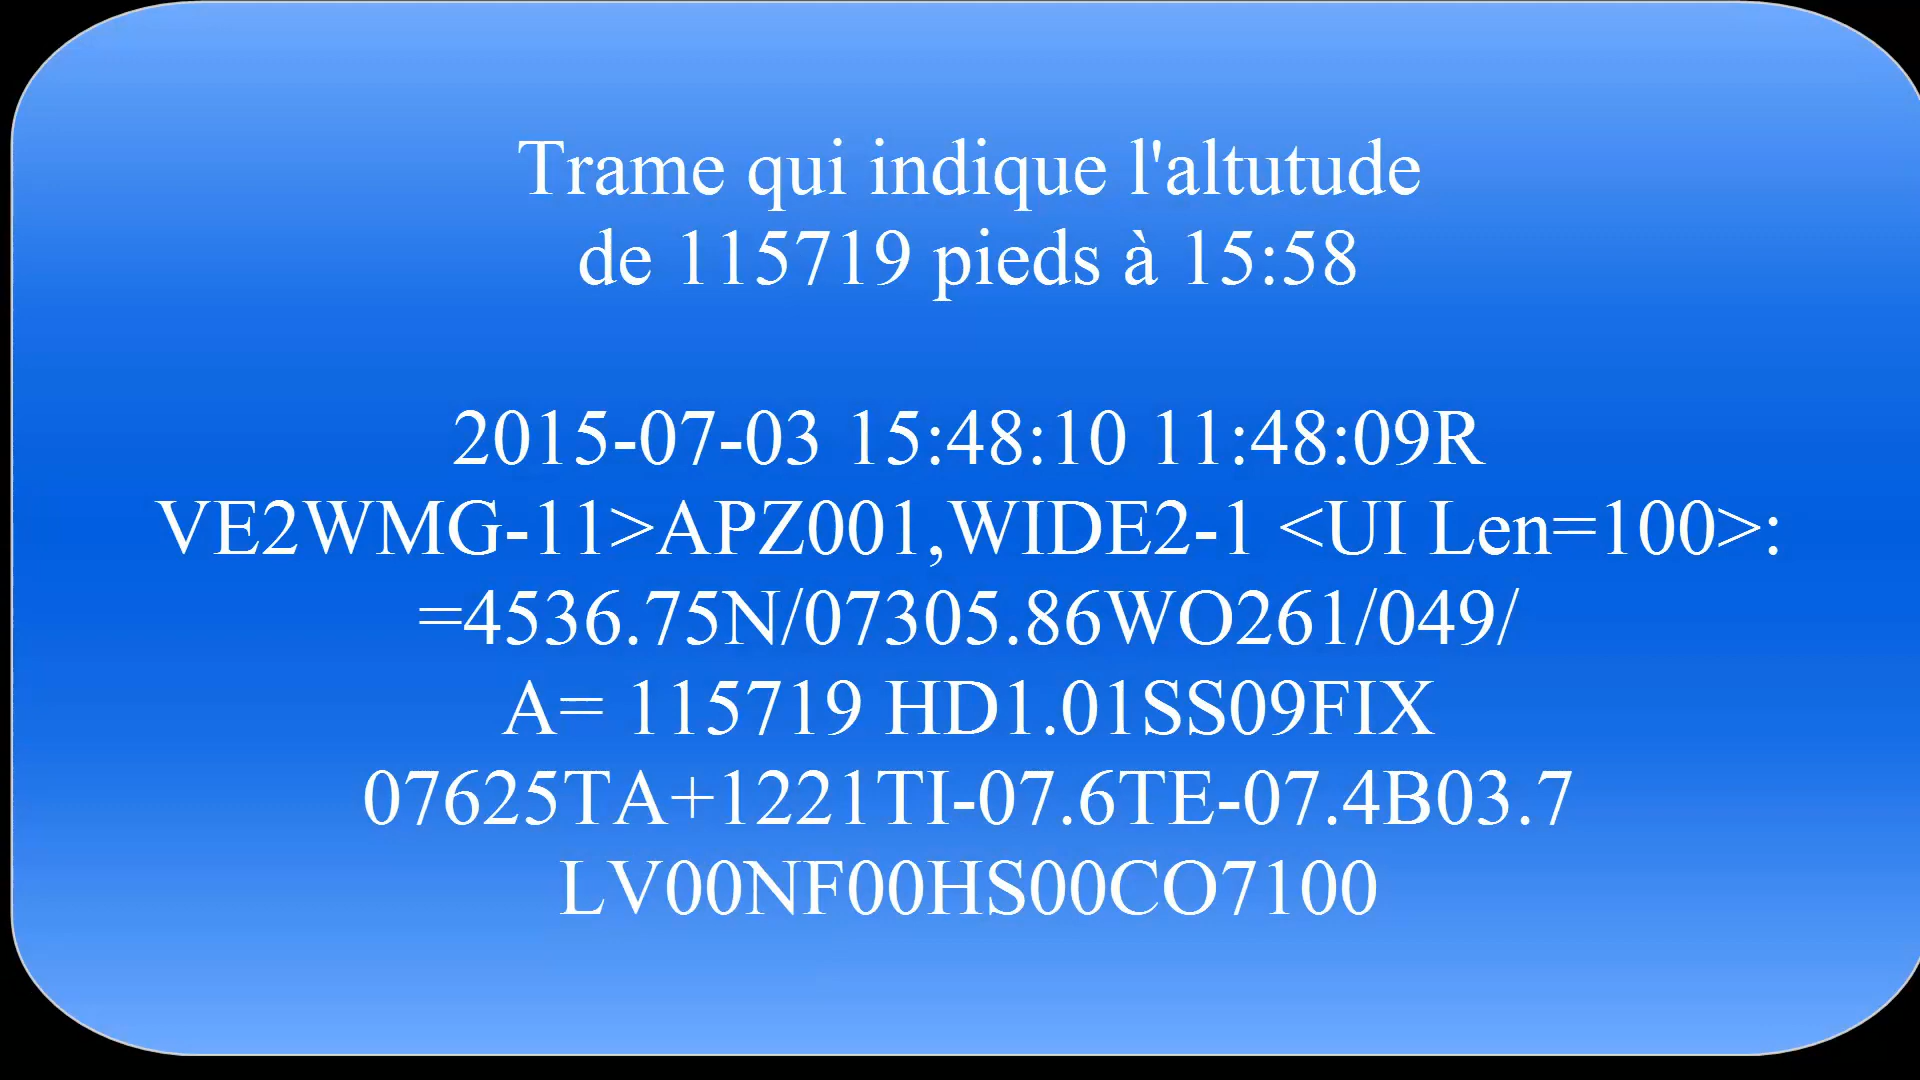 Trame qui indique l'altutude
de 115719 pieds à 15:58
2015-07-03 15:48:10 11:48:09R
VE2WMG-11>APZ001,WIDE2-1 <UI Len=100>:
=4536.75N/07305.86WO261/049/
A= 115719 HD1.01SS09FIX
07625TA+1221TI-07.6TE-07.4B03.7
LV00NF00HS00CO7100